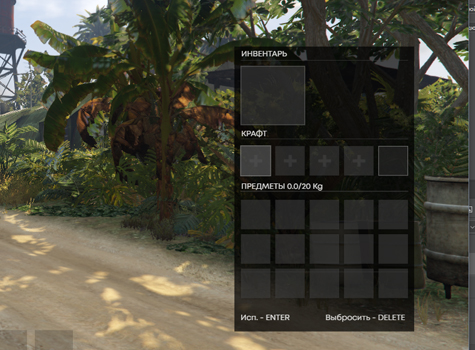 ИНВЕНТАРЬ
КРАФТ
ПРЕДМЕТЫ 0.0/20 Kg
Исп. - ENTER
Выбросить - DELETE